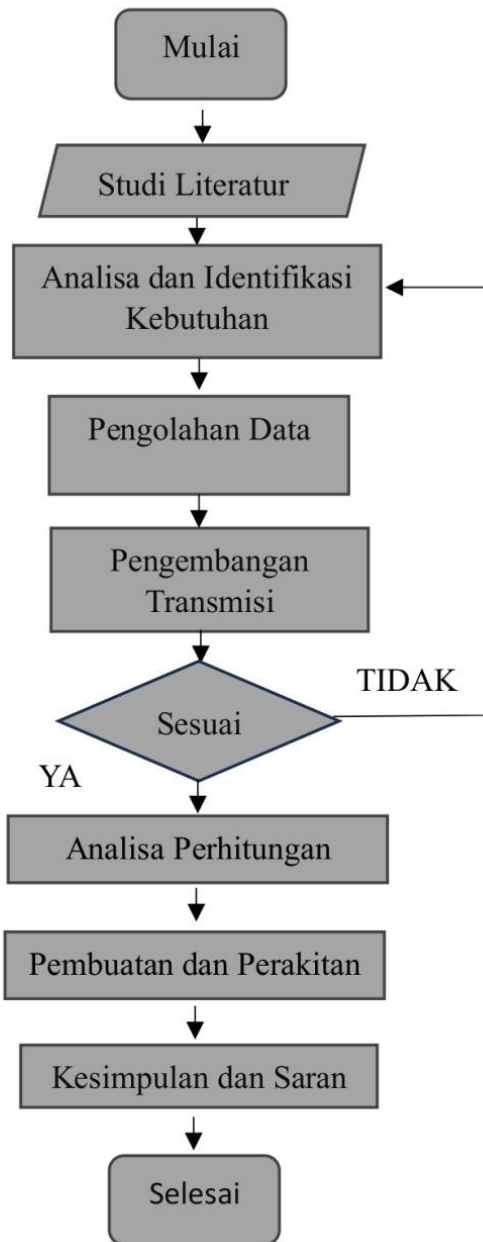 Mulai
Studi Literatur
Analisa dan Identifikasi
Kebutuhan
Pengolahan Data
Pengembangan
Transmisi
Sesuai
TIDAK
YA
Analisa Perhitungan
Pembuatan dan Perakitan
Kesimpulan dan Saran
Selesai